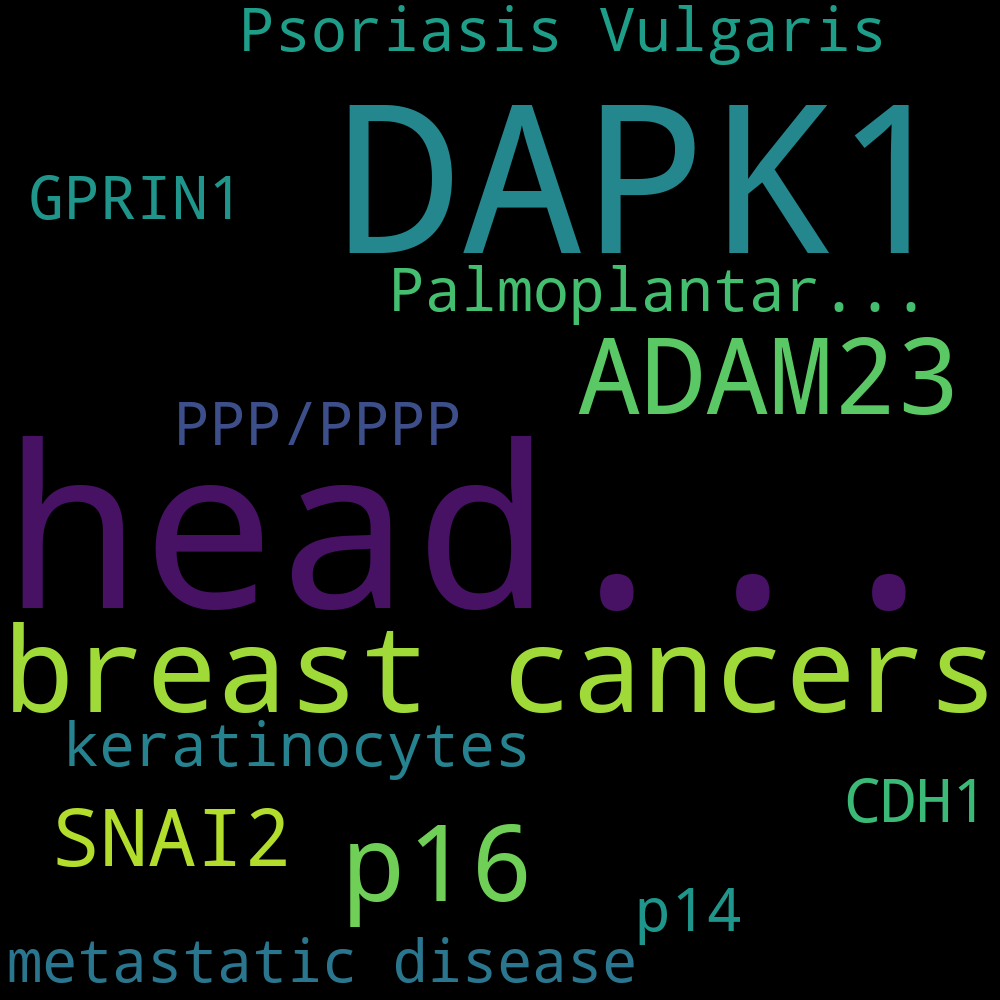 Psoriasis Vulgaris
DAPK1
GPRIN1
Palmoplantar...
ADAM23
PPP/PPPP
head...
breast cancers
keratinocytes
CDH1
SNAI2
p16
p14
metastatic disease